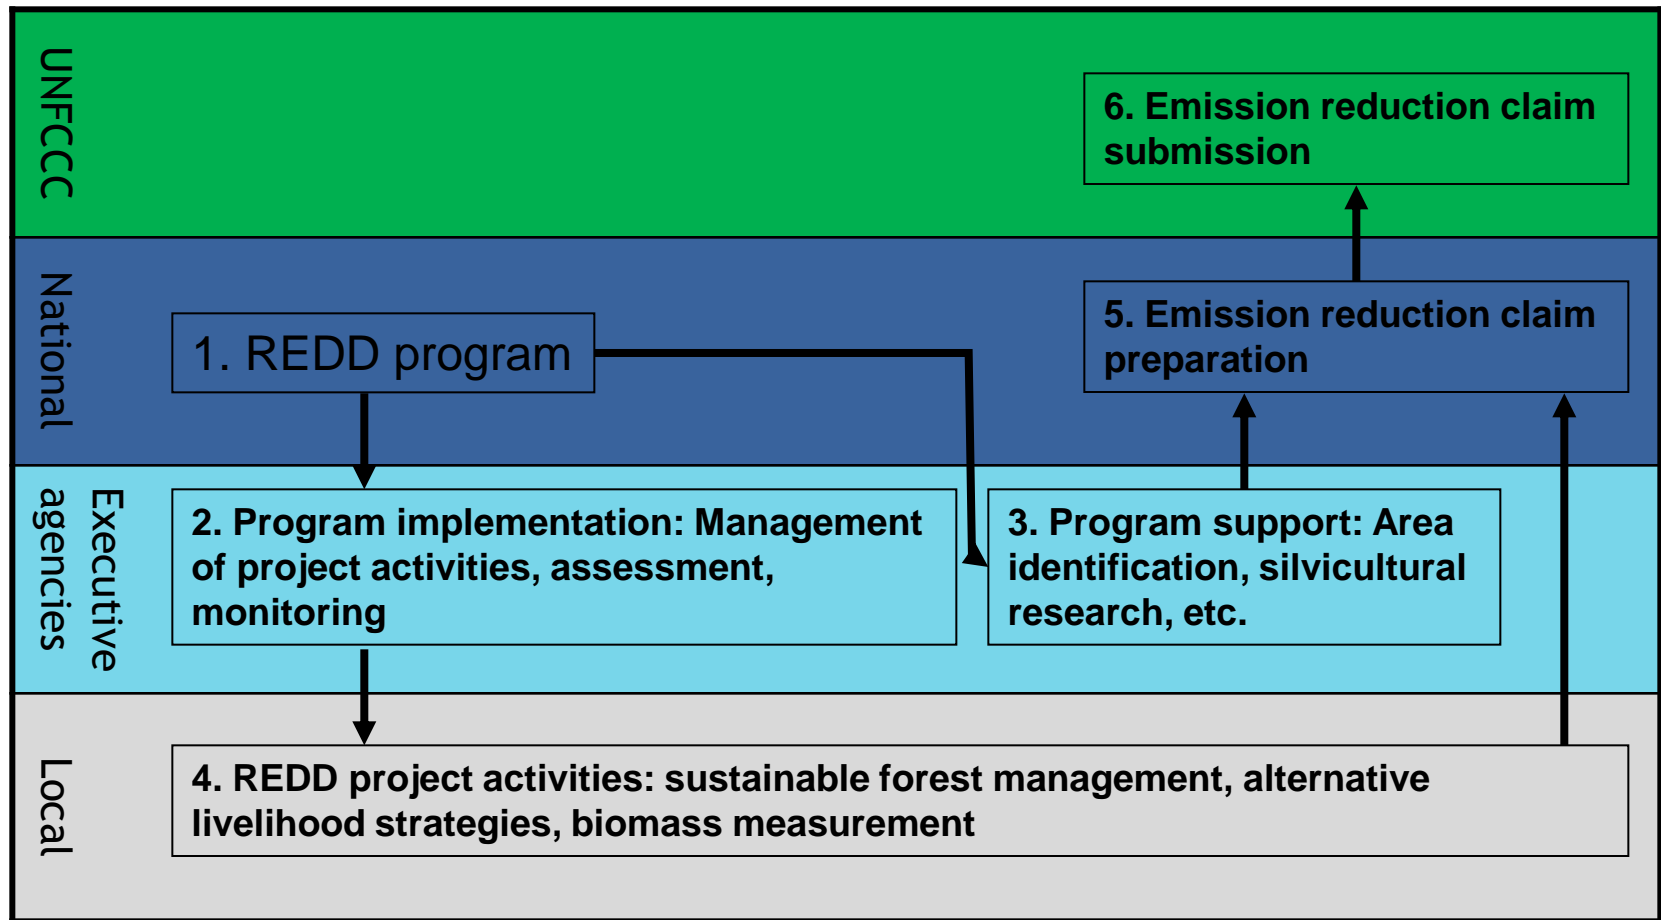 UNFCCC
6. Emission reduction claim
submission
National
1. REDD program
5. Emission reduction claim
preparation
Executive
agencies
2. Program implementation: Management
of project activities, assessment,
monitoring
3. Program support: Area
identification, silvicultural
research, etc.
Local
4. REDD project activities: sustainable forest management, alternative
livelihood strategies, biomass measurement